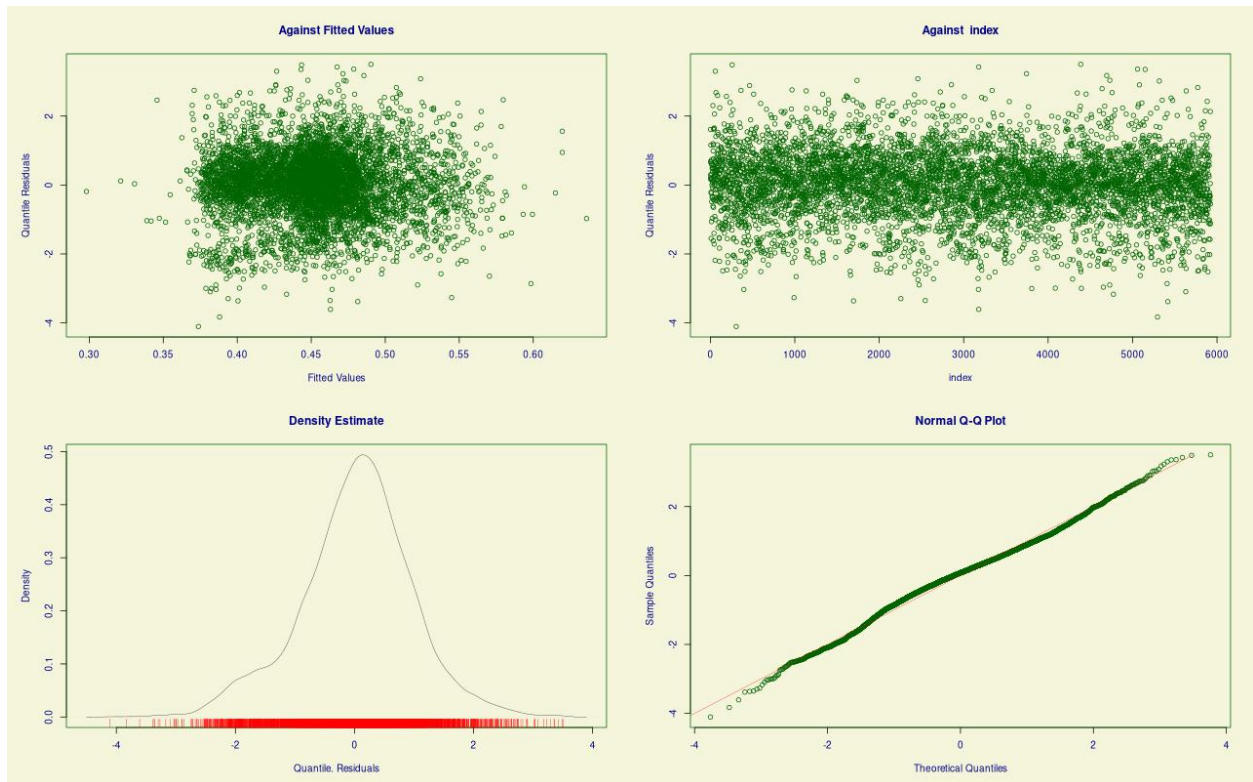 Against Fitted Values
Quantile Residuals
2
0
-2
-4
0.30 0.35 0.40 0.45 0.50 0.55 0.60
Fitted Values
Against index
Quantile Residuals
2
0
-2
-4
0 1000 2000 3000 4000 5000 6000
index
Density Estimate
Density
0.5
0.4
0.3
0.2
0.1
0.0
-4 -2 0 2 4
Quantile. Residuals
Normal Q-Q Plot
Sample Quantiles
2
0
-2
-4
-4 -2 0 2 4
Theoretical Quantiles